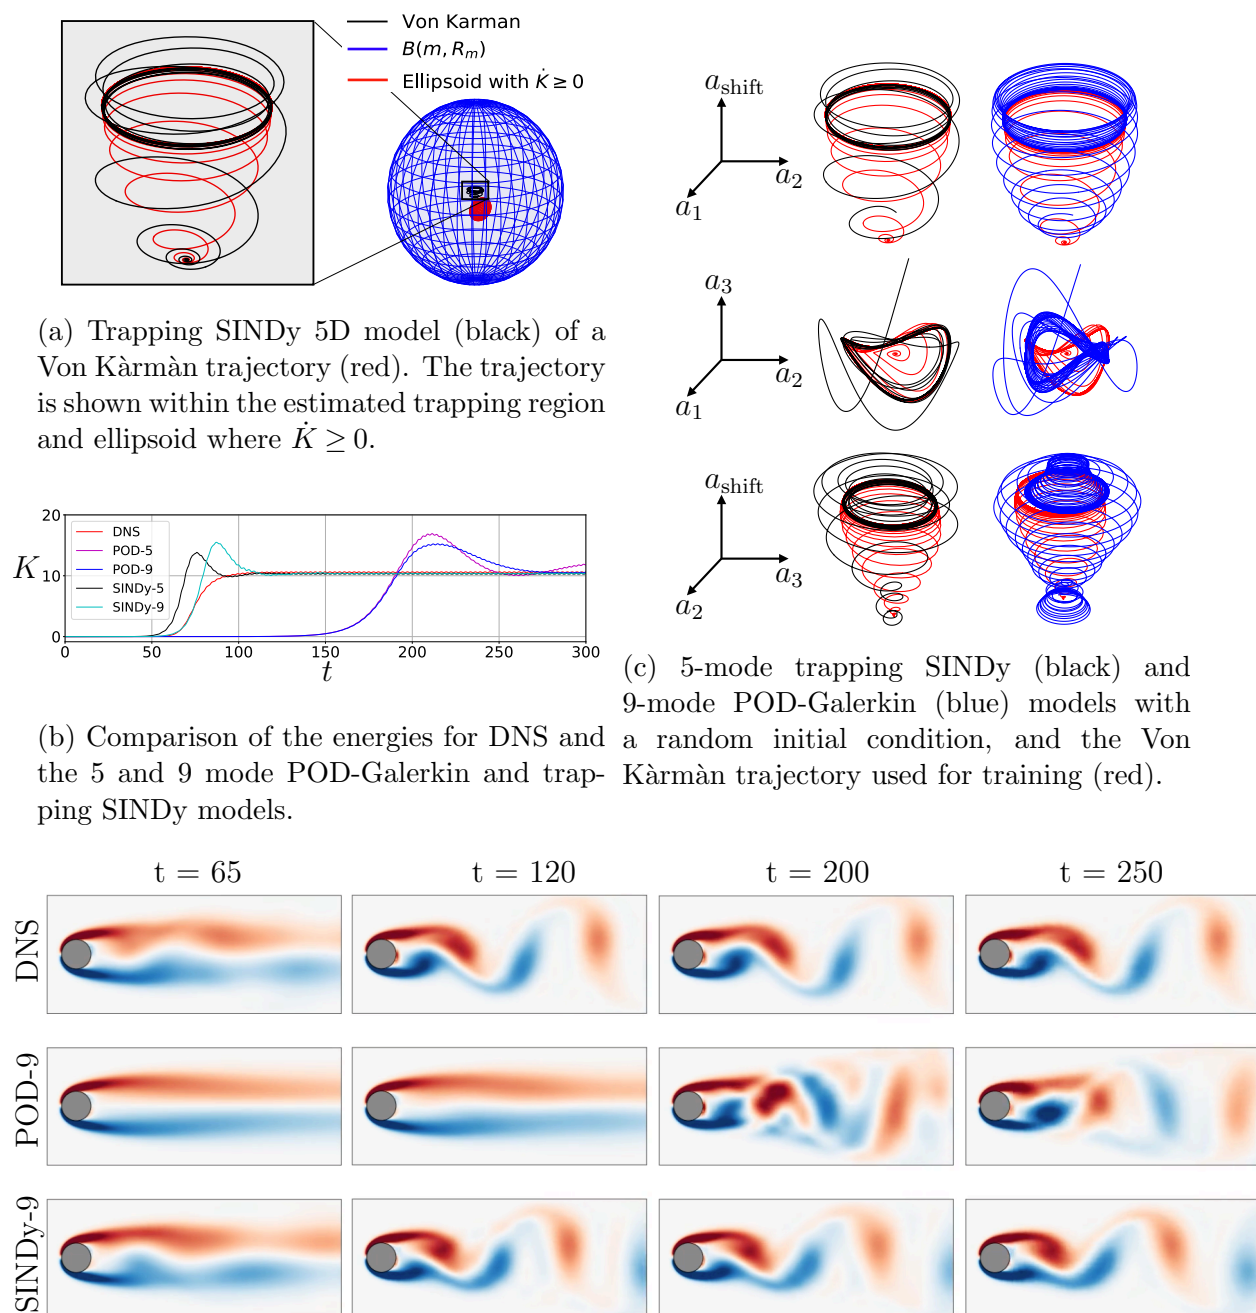 Von Karman
B(m, R_m)
Ellipsoid with K̇ ≥ 0
(a) Trapping SINDy 5D model (black) of a
Von Kàrmàn trajectory (red). The trajectory
is shown within the estimated trapping region
and ellipsoid where K̇ ≥ 0.
20
10
0
K
DNS
POD-5
POD-9
SINDy-5
SINDy-9
0 50 100 150 200 250 300
t
(b) Comparison of the energies for DNS and
the 5 and 9 mode POD-Galerkin and trap-
ping SINDy models.
a_shift
a_2
a_1
a_3
a_2
a_1
a_shift
a_3
a_2
(c) 5-mode trapping SINDy (black) and
9-mode POD-Galerkin (blue) models with
a random initial condition, and the Von
Kàrmàn trajectory used for training (red).
t = 65 t = 120 t = 200 t = 250
DNS
POD-9
SINDy-9